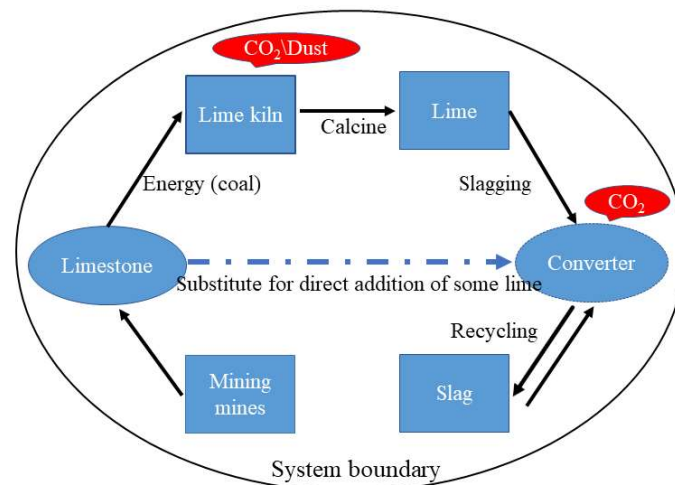 CO2\Dust
Lime kiln
Calcine
Lime
Energy (coal)
Slagging
CO2
Limestone
Converter
Substitute for direct addition of some lime
Recycling
Mining
mines
Slag
System boundary